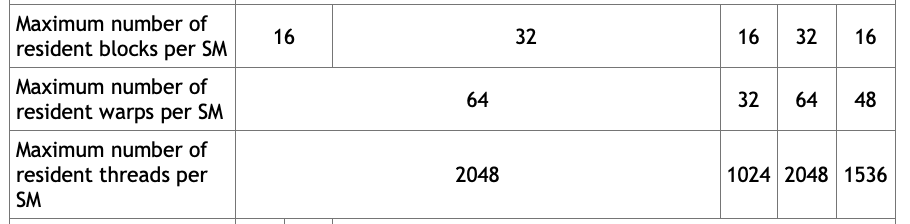 Maximum number of
resident blocks per SM
16 32 16 32 16
Maximum number of
resident warps per SM
64 32 64 48
Maximum number of
resident threads per
SM
2048 1024 2048 1536